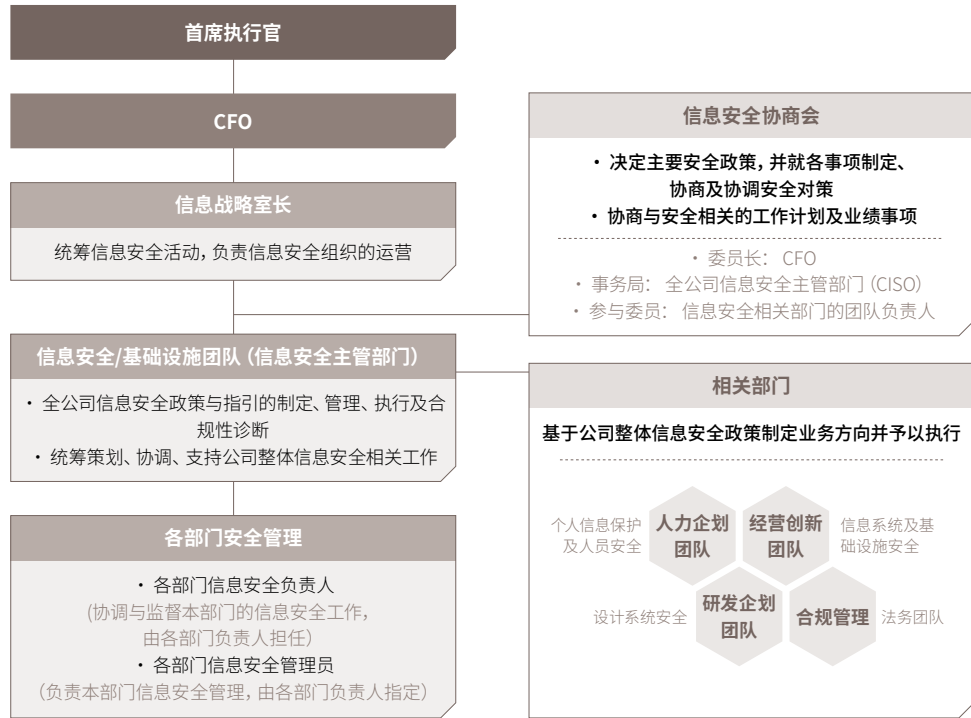 首席执行官
CFO
信息战略室长
统筹信息安全活动，负责信息安全组织的运营
信息安全协商会
• 决定主要安全政策，并就各事项制定、
协商及协调安全对策
• 协商与安全相关的工作计划及业绩事项
• 委员长： CFO
• 事务局： 全公司信息安全主管部门（CISO）
• 参与委员： 信息安全相关部门的团队负责人
信息安全/基础设施团队（信息安全主管部门）
• 全公司信息安全政策与指引的制定、管理、执行及合
规性诊断
• 统筹策划、协调、支持公司整体信息安全相关工作
相关部门
基于公司整体信息安全政策制定业务方向并予以执行
个人信息保护
及人员安全
人力企划
团队
经营创新
团队
信息系统及基
础设施安全
设计系统安全
研发企划
团队
合规管理
法务团队
各部门安全管理
• 各部门信息安全负责人
（协调与监督本部门的信息安全工作，
由各部门负责人担任）
• 各部门信息安全管理员
（负责本部门信息安全管理，由各部门负责人指定）